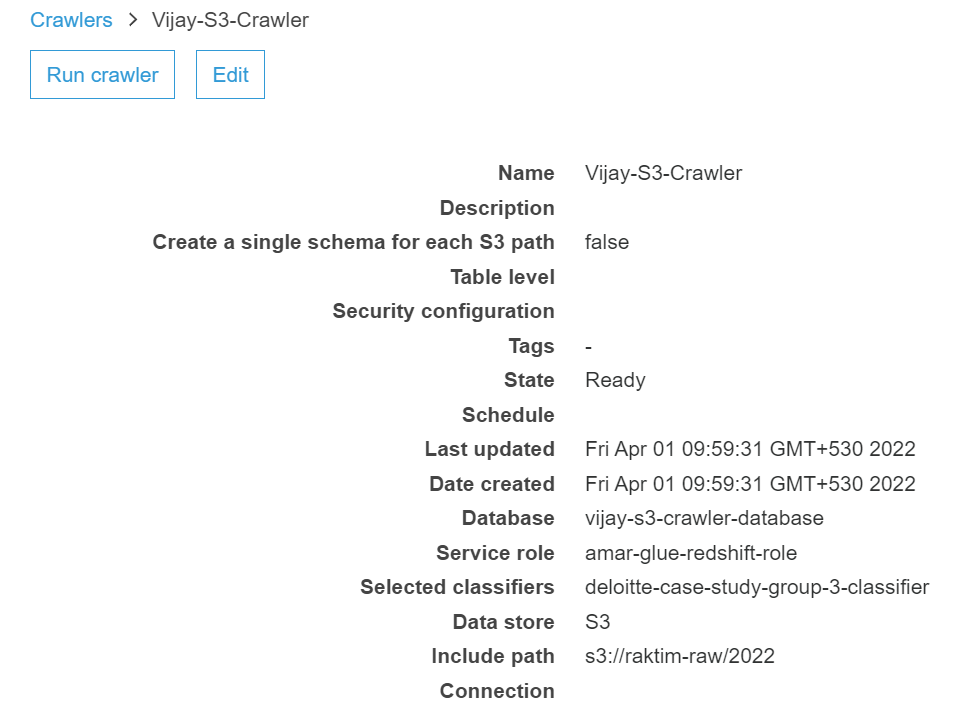 Crawlers > Vijay-S3-Crawler
Run crawler Edit
Name Vijay-S3-Crawler
Description
Create a single schema for each S3 path false
Table level
Security configuration
Tags -
State Ready
Schedule
Last updated Fri Apr 01 09:59:31 GMT+530 2022
Date created Fri Apr 01 09:59:31 GMT+530 2022
Database vijay-s3-crawler-database
Service role amar-glue-redshift-role
Selected classifiers deloitte-case-study-group-3-classifier
Data store S3
Include path s3://raktim-raw/2022
Connection